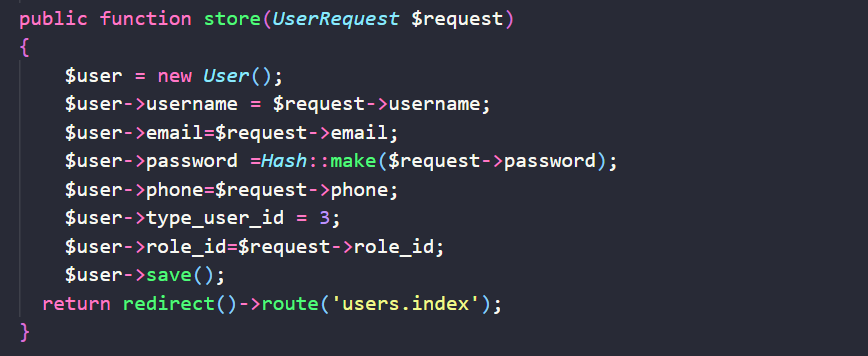 public function store(UserRequest $request)
{
    $user = new User();
    $user->username = $request->username;
    $user->email=$request->email;
    $user->password =Hash::make($request->password);
    $user->phone=$request->phone;
    $user->type_user_id = 3;
    $user->role_id=$request->role_id;
    $user->save();
  return redirect()->route('users.index');
}